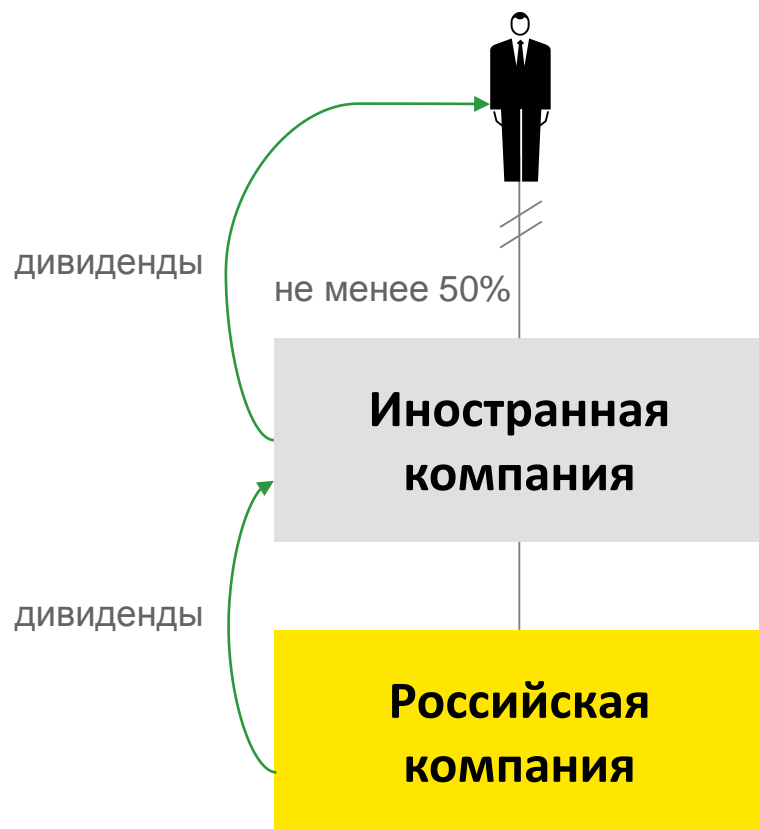 дивиденды
не менее 50%
Иностранная
компания
дивиденды
Российская
компания